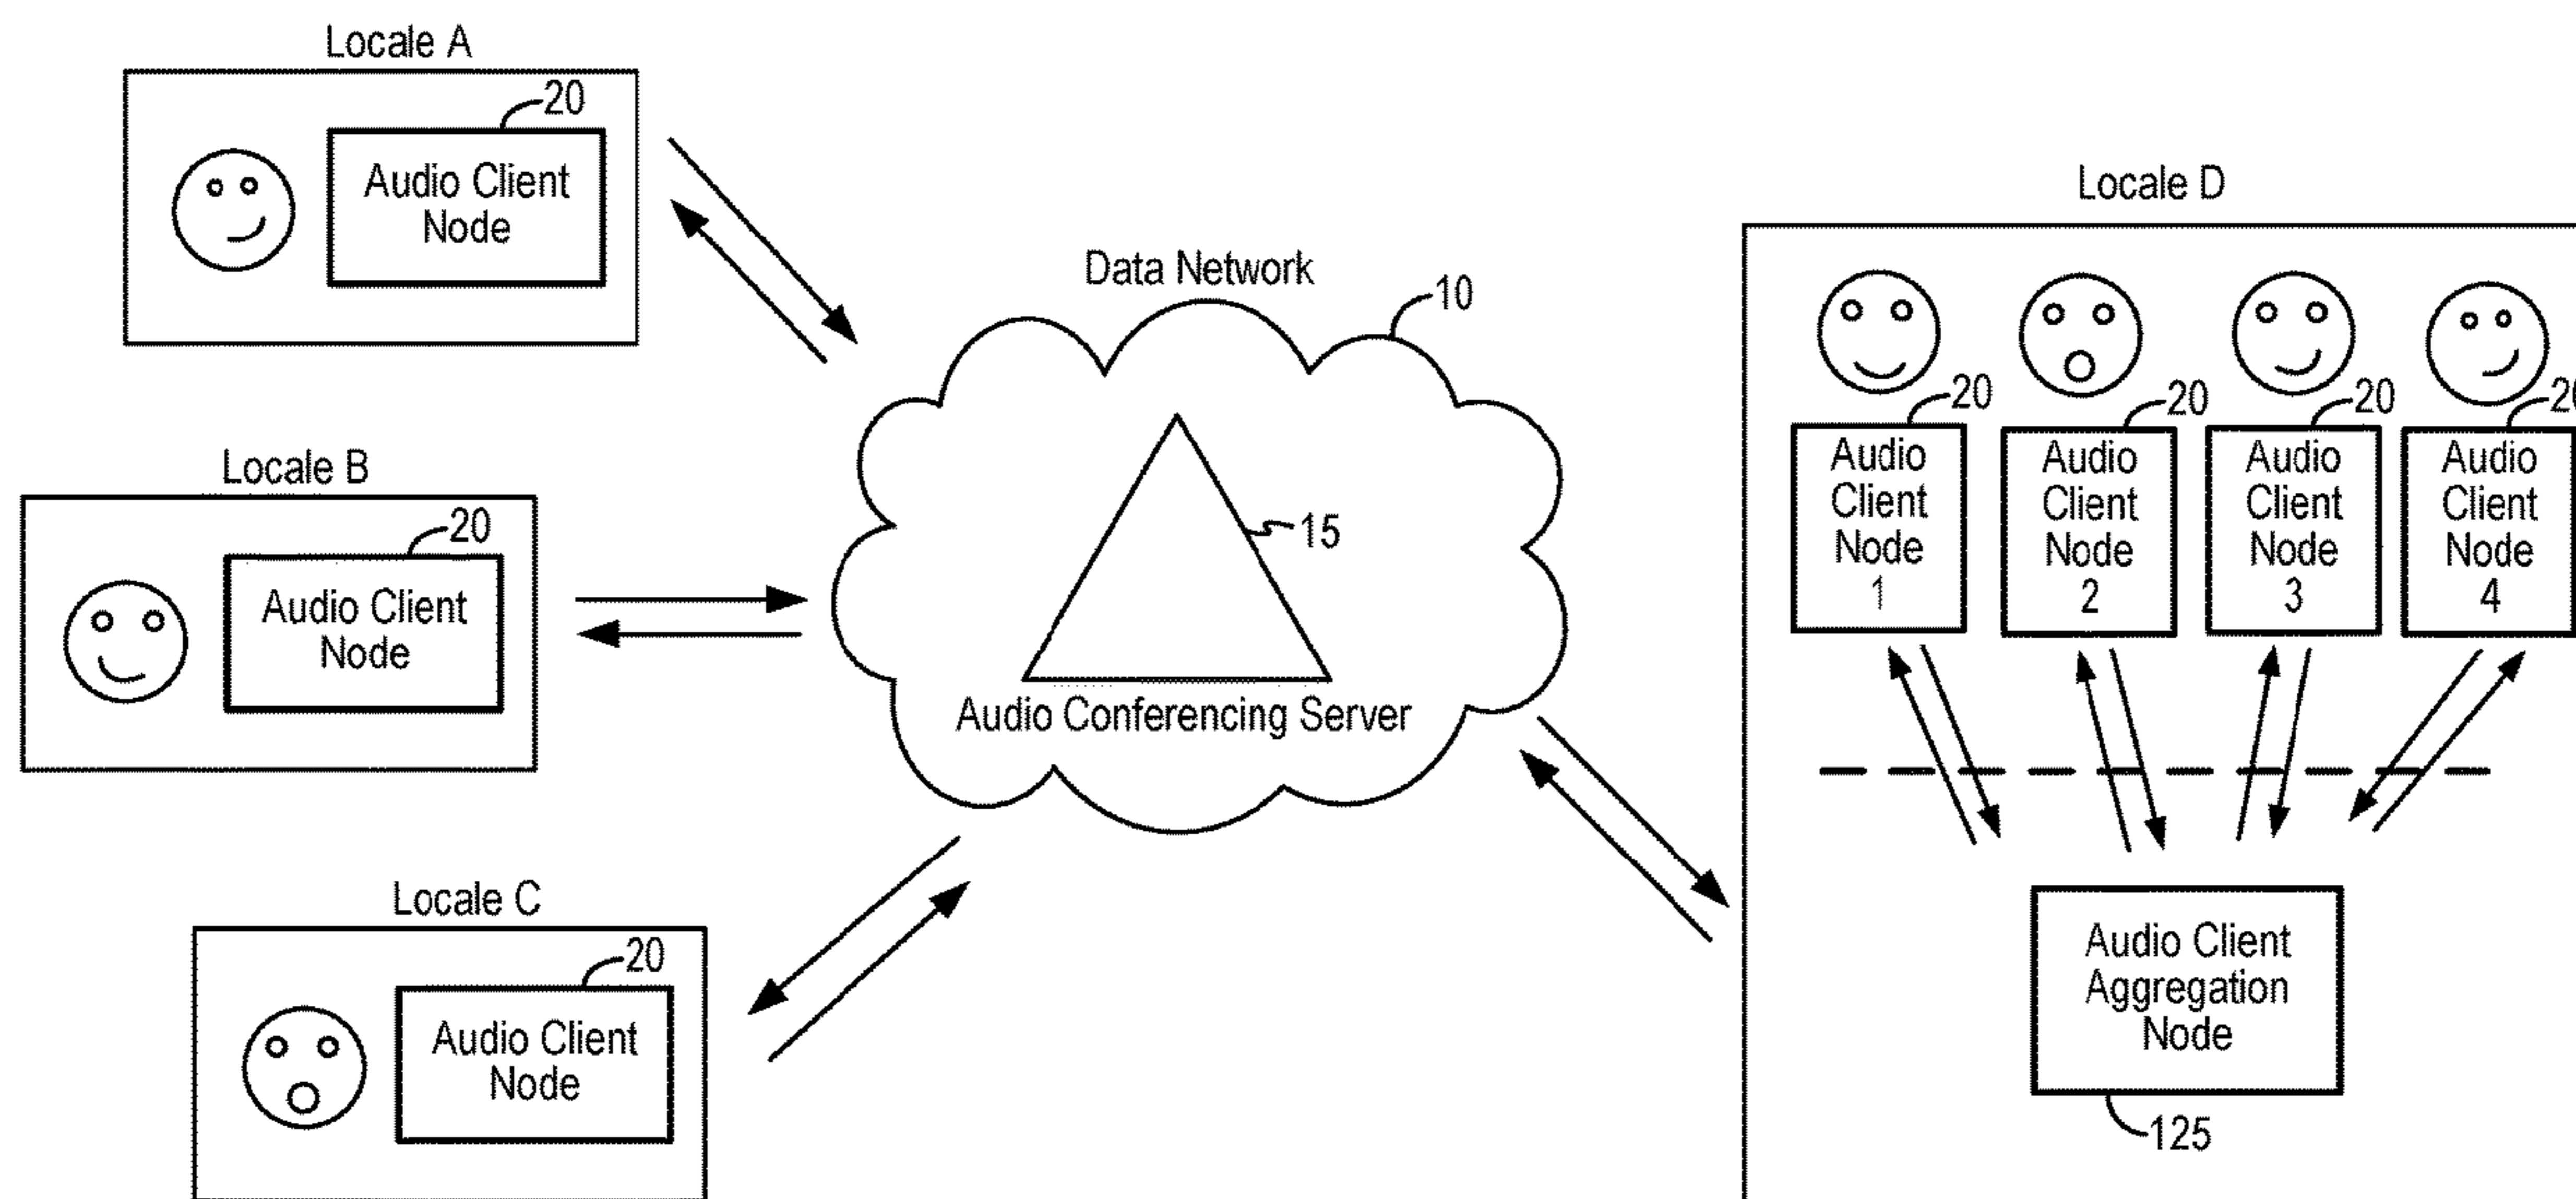 Locale A
20
Audio Client
Node
Locale B
20
Audio Client
Node
Locale C
20
Audio Client
Node
Data Network
10
15
Audio Conferencing Server
Locale D
20
Audio
Client
Node
1
20
Audio
Client
Node
2
20
Audio
Client
Node
3
20
Audio
Client
Node
4
Audio Client
Aggregation
Node
125